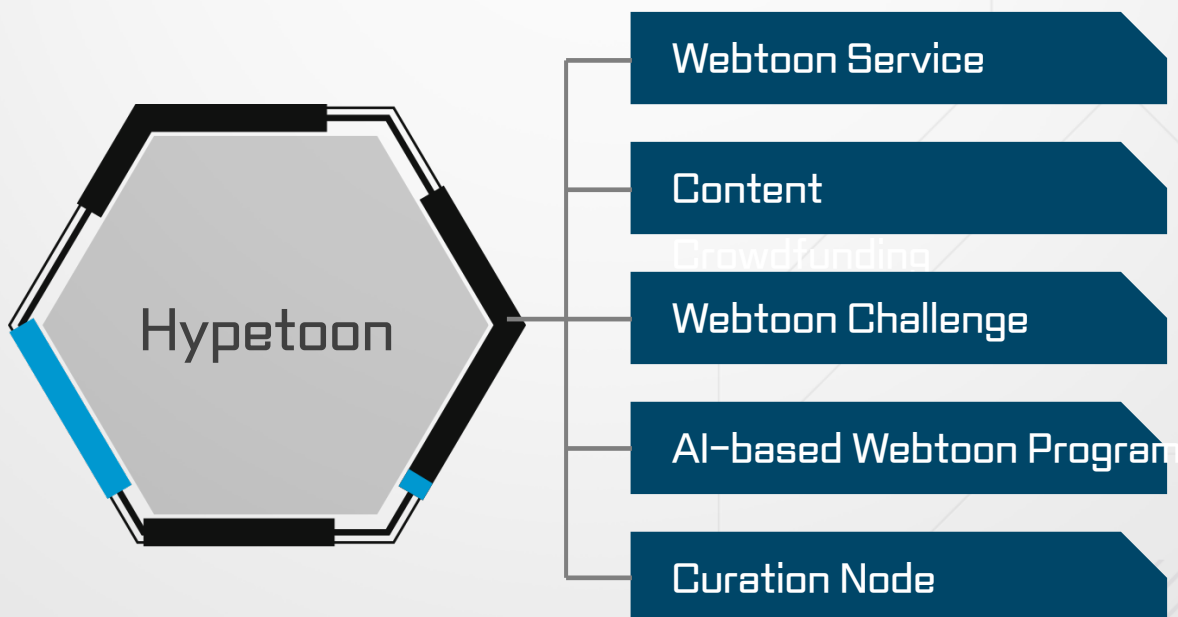 Webtoon Service
Content
Crowdfunding
Hypetoon
Webtoon Challenge
AI-based Webtoon Program
Curation Node